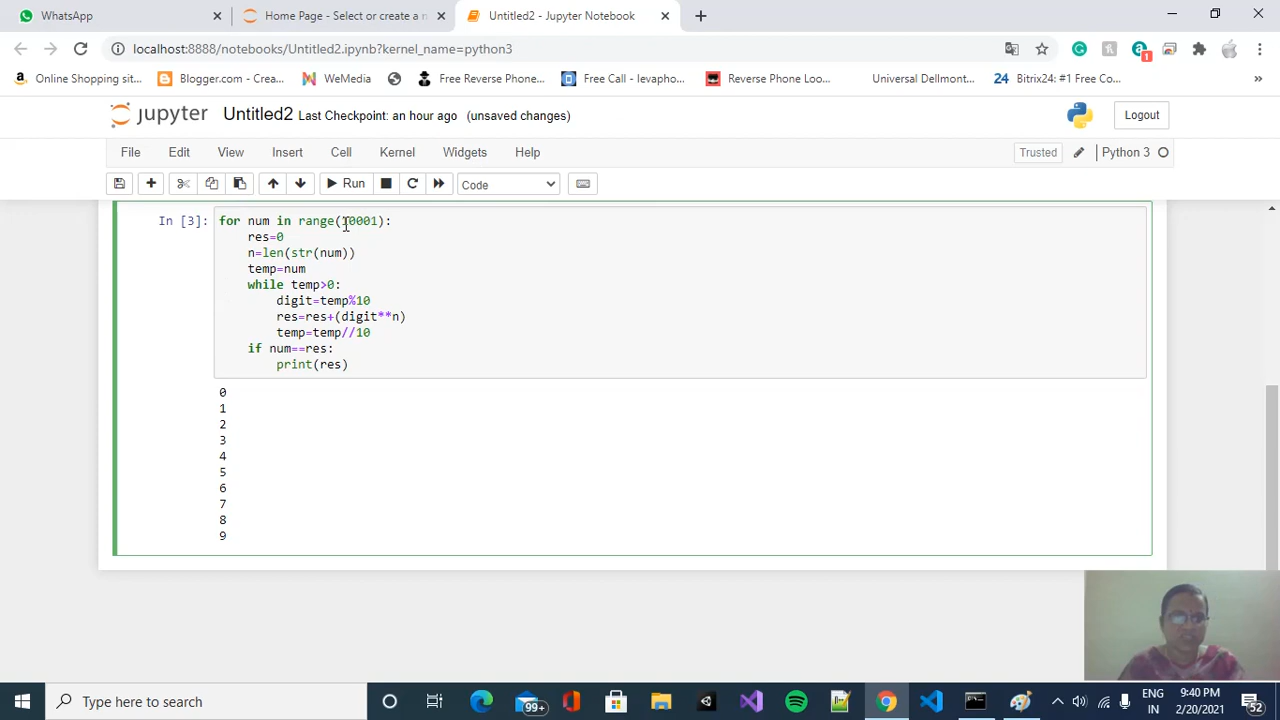 WhatsApp
Home Page - Select or create a n
Untitled2 - Jupyter Notebook
localhost:8888/notebooks/Untitled2.ipynb?kernel_name=python3
1
Online Shopping sit...
Blogger.com - Crea...
WeMedia
Free Reverse Phone...
Free Call - levapho...
Reverse Phone Loo...
Universal Dellmont...
24 Bitrix24: #1 Free Co...
»
jupyter Untitled2 Last Checkpoint: an hour ago (unsaved changes)
Logout
File Edit View Insert Cell Kernel Widgets Help
Trusted
Python 3
Run
Code
In [3]:
for num in range(10001):
    res=0
    n=len(str(num))
    temp=num
    while temp>0:
        digit=temp%10
        res=res+(digit**n)
        temp=temp//10
    if num==res:
        print(res)
0
1
2
3
4
5
6
7
8
9
Type here to search
99+
ENG
IN
9:40 PM
2/20/2021
52